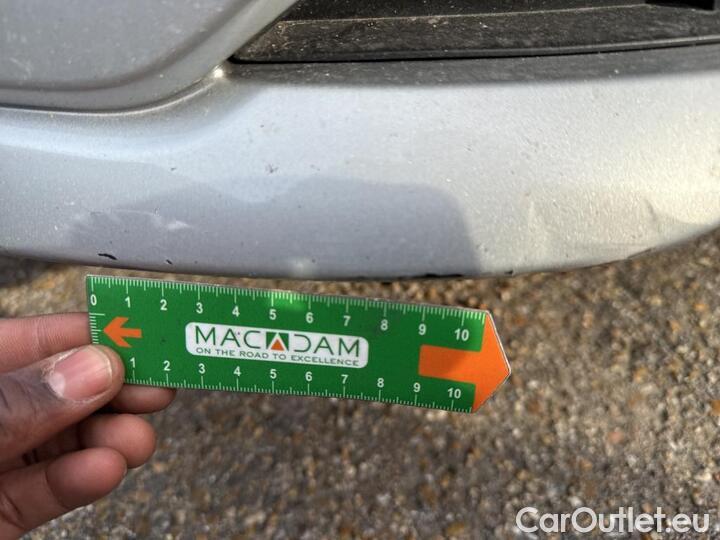 0 1 2 3 4 5 6 7 8 9 10
MACADAM
ON THE ROAD TO EXCELLENCE
1 2 3 4 5 6 7 8 9 10
CarOutlet.eu